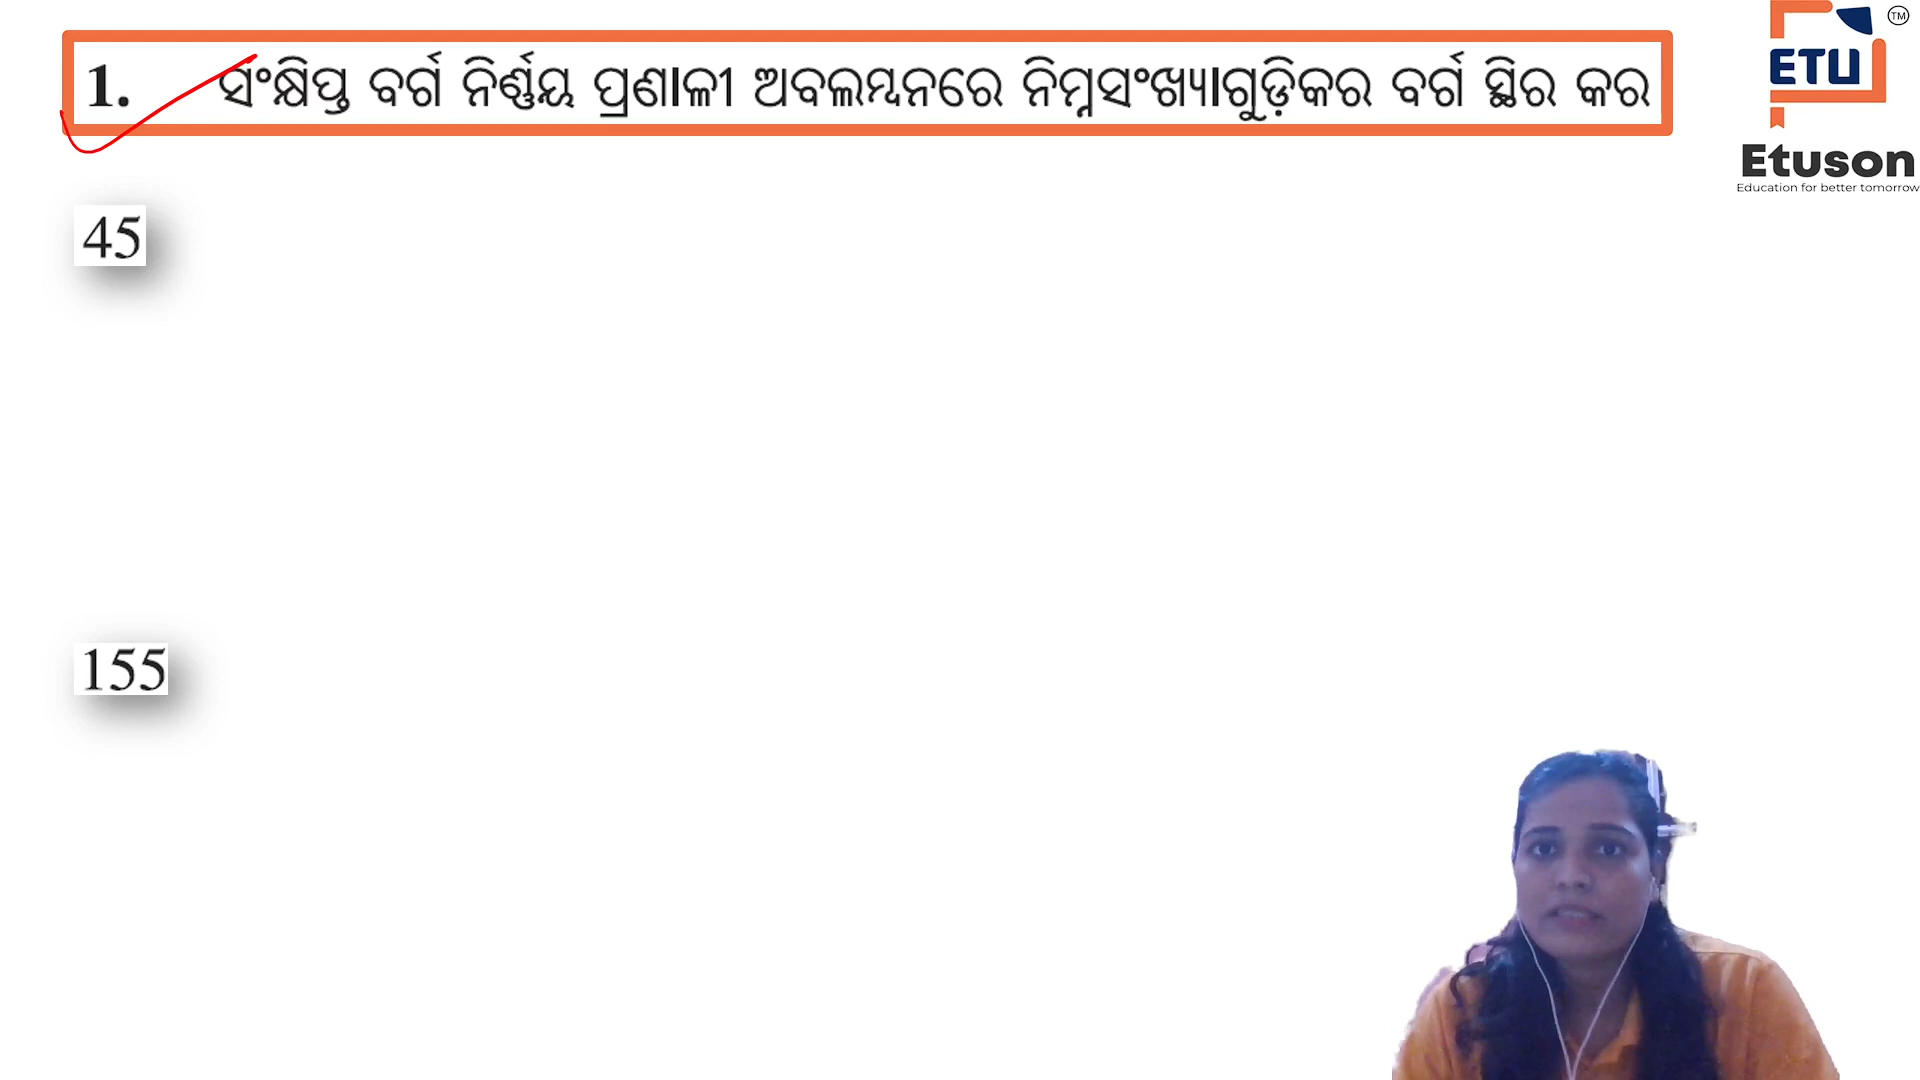 1. ସଂକ୍ଷିପ୍ତ ବର୍ଗ ନିର୍ଣ୍ଣୟ ପ୍ରଣାଳୀ ଅବଲମ୍ବନରେ ନିମ୍ନସଂଖ୍ୟାଗୁଡ଼ିକର ବର୍ଗ ସ୍ଥିର କର
ETU
TM
Etuson
Education for better tomorrow
45
155